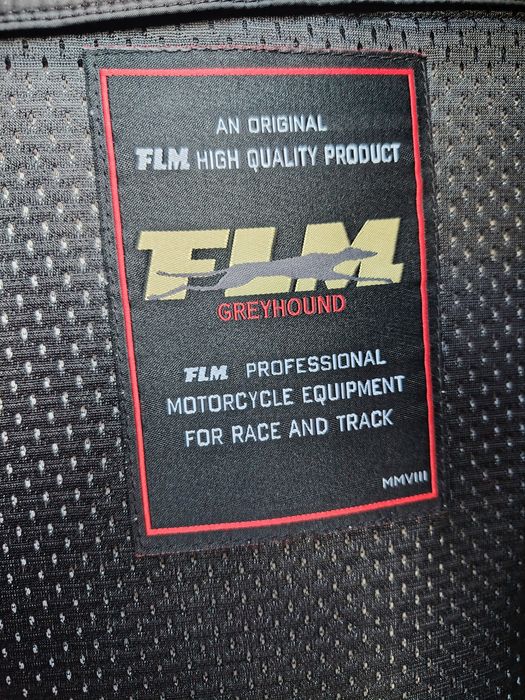 AN ORIGINAL
FLM HIGH QUALITY PRODUCT
FLM
GREYHOUND
FLM PROFESSIONAL
MOTORCYCLE EQUIPMENT
FOR RACE AND TRACK
MMVIII